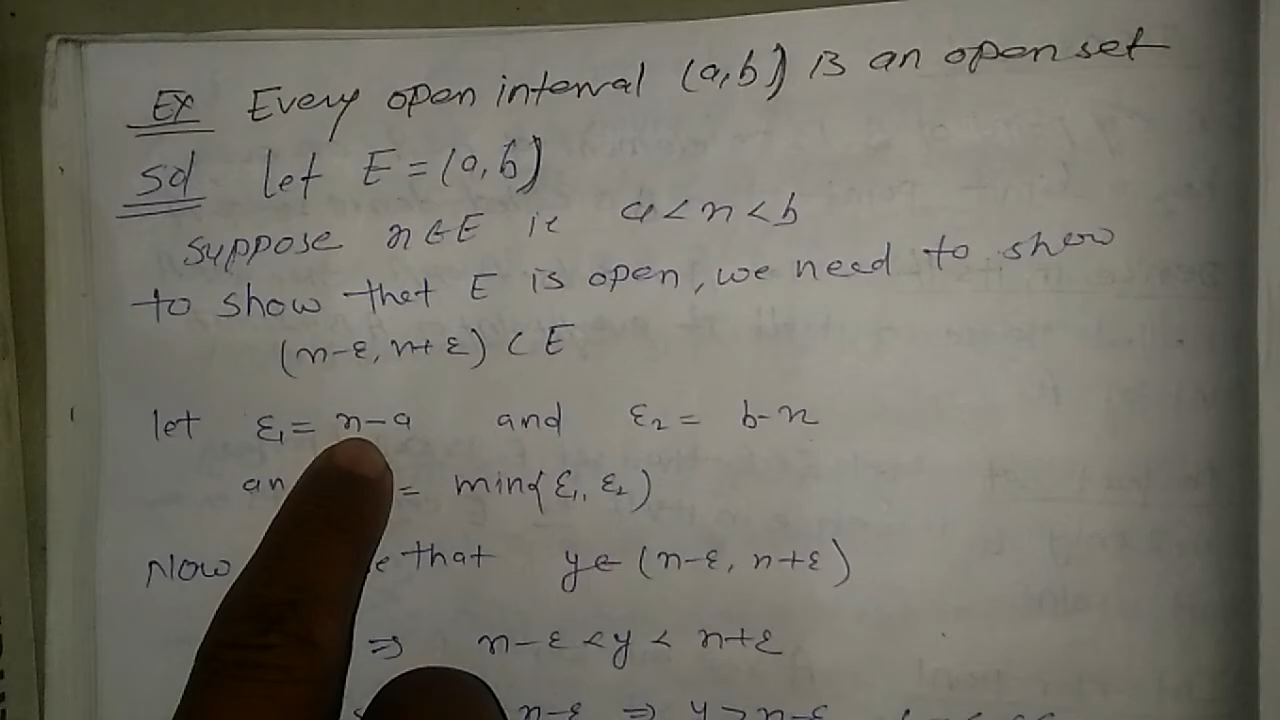 Ex Every open interval (a,b) is an open set
Sol let E = (a,b)
Suppose n ∈ E ie a < n < b
to show that E is open, we need to show
(n-ε, n+ε) ⊂ E
let ε₁ = n-a and ε₂ = b-n
= min{ε₁, ε₂}
Now that y ∈ (n-ε, n+ε)
⇒ n-ε < y < n+ε
n-ε ⇒ y > n-ε